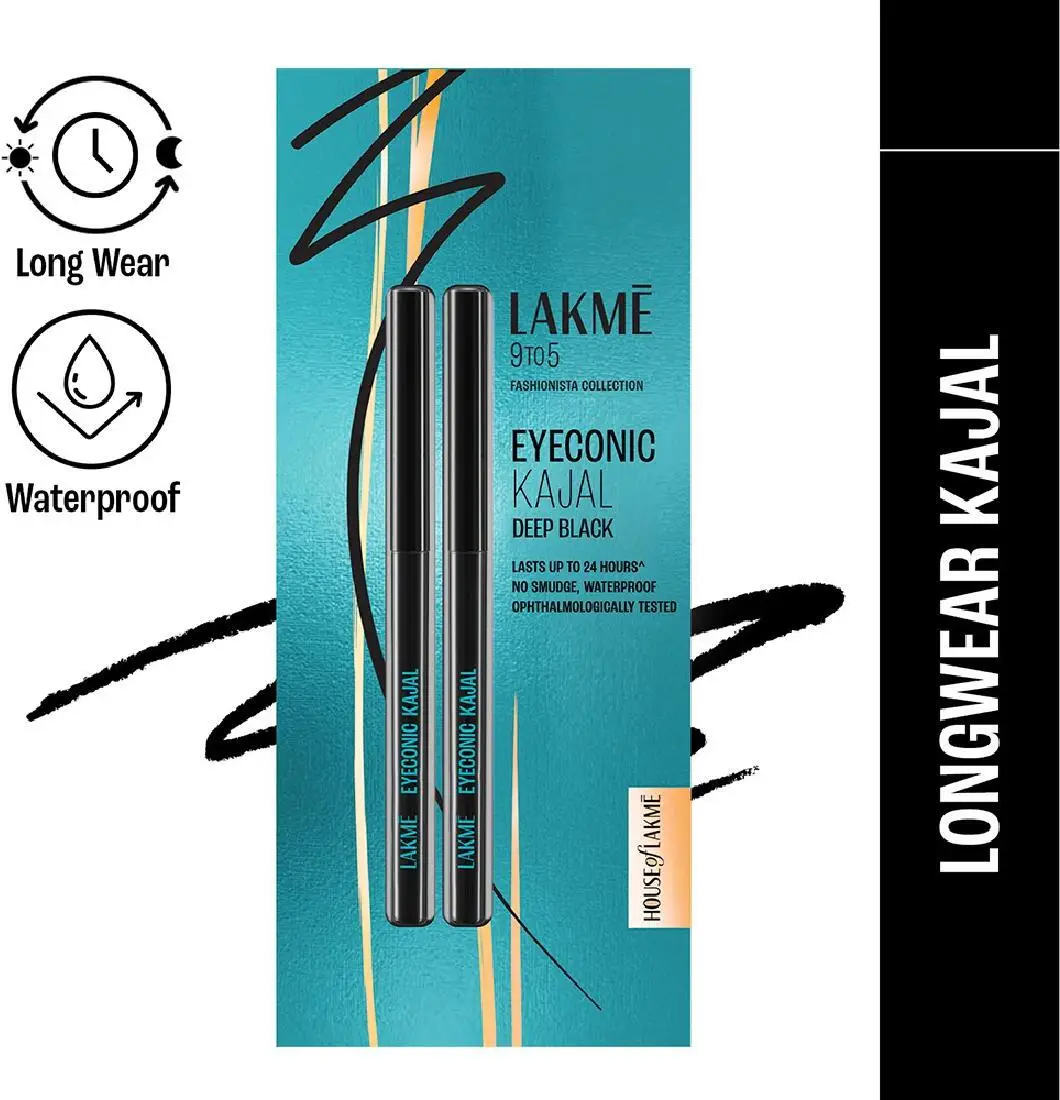 Long Wear
Waterproof
LAKMĒ
9TO5
FASHIONISTA COLLECTION
EYECONIC
KAJAL
DEEP BLACK
LASTS UP TO 24 HOURS^
NO SMUDGE, WATERPROOF
OPHTHALMOLOGICALLY TESTED
LAKMĒ EYECONIC KAJAL
LAKMĒ EYECONIC KAJAL
HOUSE of LAKMĒ
LONGWEAR KAJAL